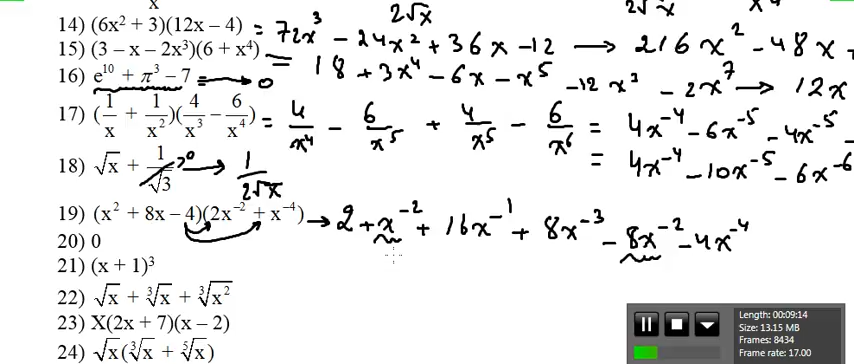 x
2√x
2√x
x⁴
14) (6x² + 3)(12x – 4) = 72x³ – 24x² + 36x – 12 → 216x² – 48x +
15) (3 – x – 2x³)(6 + x⁴) = 18 + 3x⁴ – 6x – x⁵ – 12x³ – 2x⁷ → 12x
16) e¹⁰ + π³ – 7 → 0
17) (1/x + 1/x²)(4/x³ – 6/x⁴) = 4/x⁴ – 6/x⁵ + 4/x⁵ – 6/x⁶ = 4x⁻⁴ – 6x⁻⁵ – 4x⁻⁵ –
= 4x⁻⁴ – 10x⁻⁵ – 6x⁻⁶
18) √x + 1/√3 → 0 → 1/2√x
19) (x² + 8x – 4)(2x⁻² + x⁻⁴) → 2 + x⁻² + 16x⁻¹ + 8x⁻³ – 8x⁻² – 4x⁻⁴
20) 0
21) (x + 1)³
22) √x + ∛x + ∛x²
23) X(2x + 7)(x – 2)
24) √x(∛x + ⁵√x)
Length: 00:09:14
Size: 13.15 MB
Frames: 8434
Frame rate: 17.00